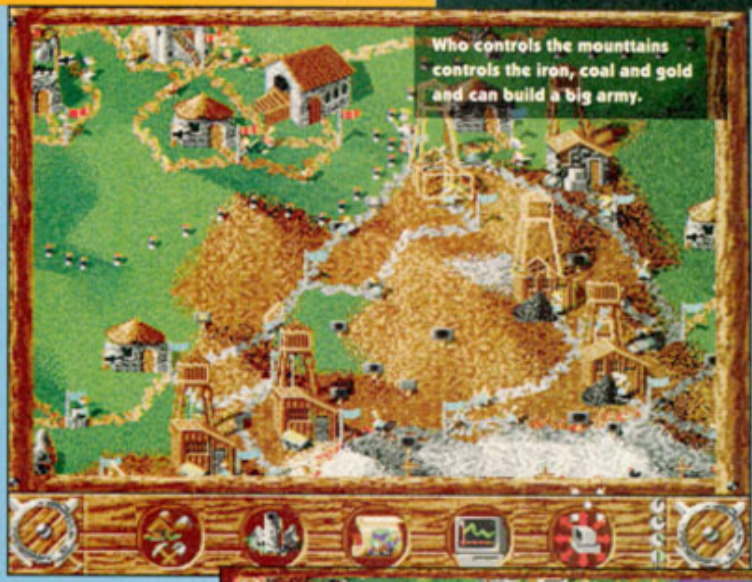 Who controls the mounttains
controls the iron, coal and gold
and can build a big army.